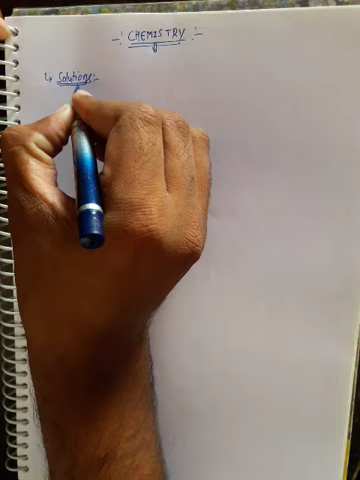 -: CHEMISTRY :-
↳ Solutions:-